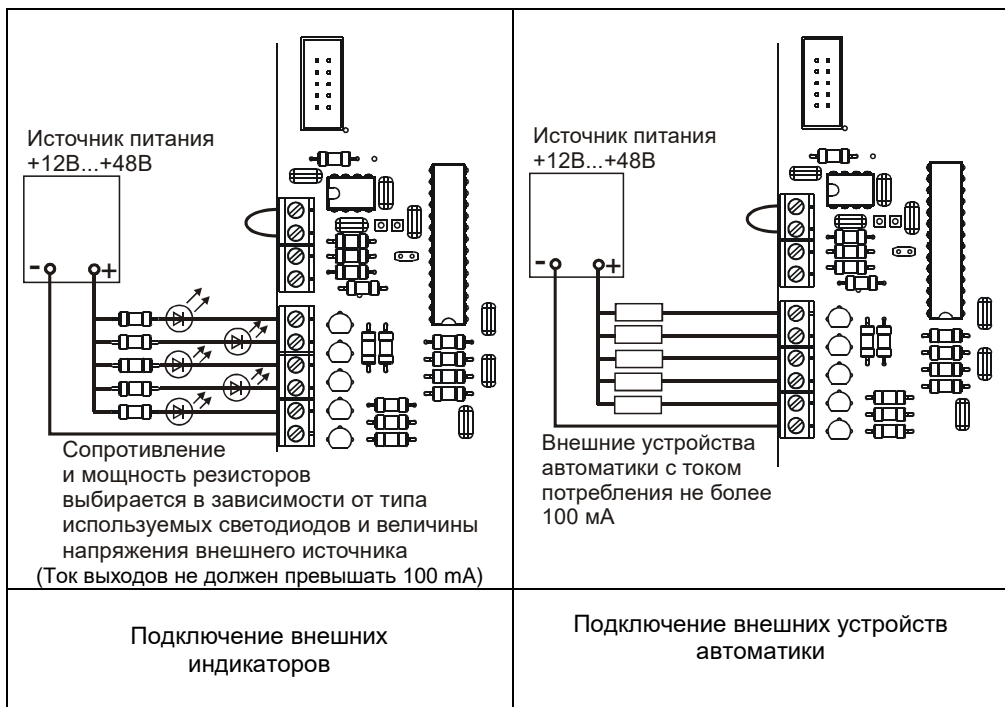 Источник питания
+12В...+48В
- +
Сопротивление
и мощность резисторов
выбирается в зависимости от типа
используемых светодиодов и величины
напряжения внешнего источника
(Ток выходов не должен превышать 100 mA)
Источник питания
+12В...+48В
- +
Внешние устройства
автоматики с током
потребления не более
100 мА
Подключение внешних
индикаторов
Подключение внешних устройств
автоматики